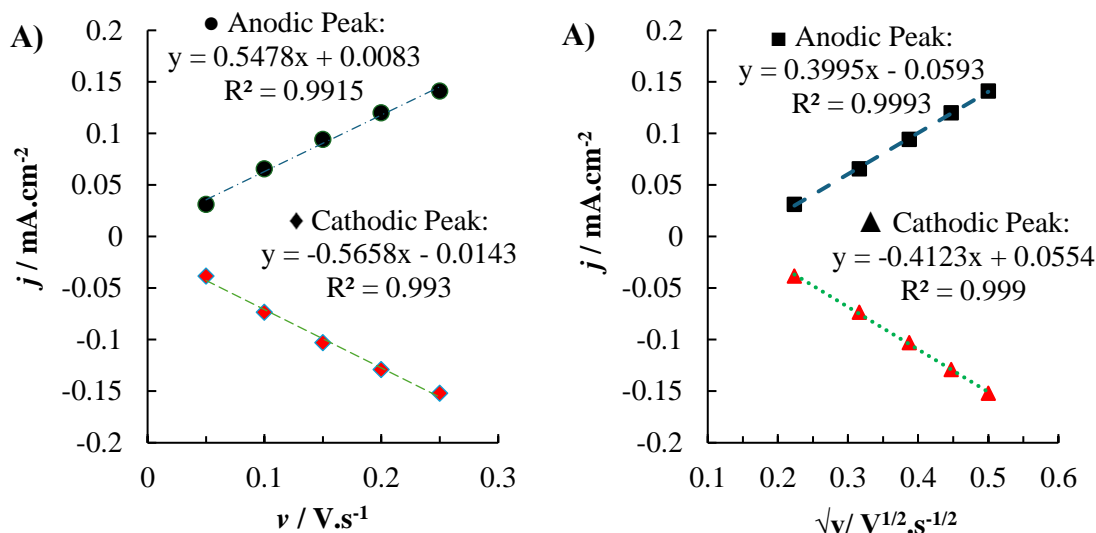 A)
● Anodic Peak:
y = 0.5478x + 0.0083
R² = 0.9915
0.2
0.15
0.1
0.05
0
-0.05
-0.1
-0.15
-0.2
j / mA.cm-2
◆ Cathodic Peak:
y = -0.5658x - 0.0143
R² = 0.993
0 0.1 0.2 0.3
ν / V.s-1
A)
■ Anodic Peak:
y = 0.3995x - 0.0593
R² = 0.9993
0.2
0.15
0.1
0.05
0
-0.05
-0.1
-0.15
-0.2
j / mA.cm-2
▲ Cathodic Peak:
y = -0.4123x + 0.0554
R² = 0.999
0.1 0.2 0.3 0.4 0.5 0.6
√v/ V1/2.s-1/2